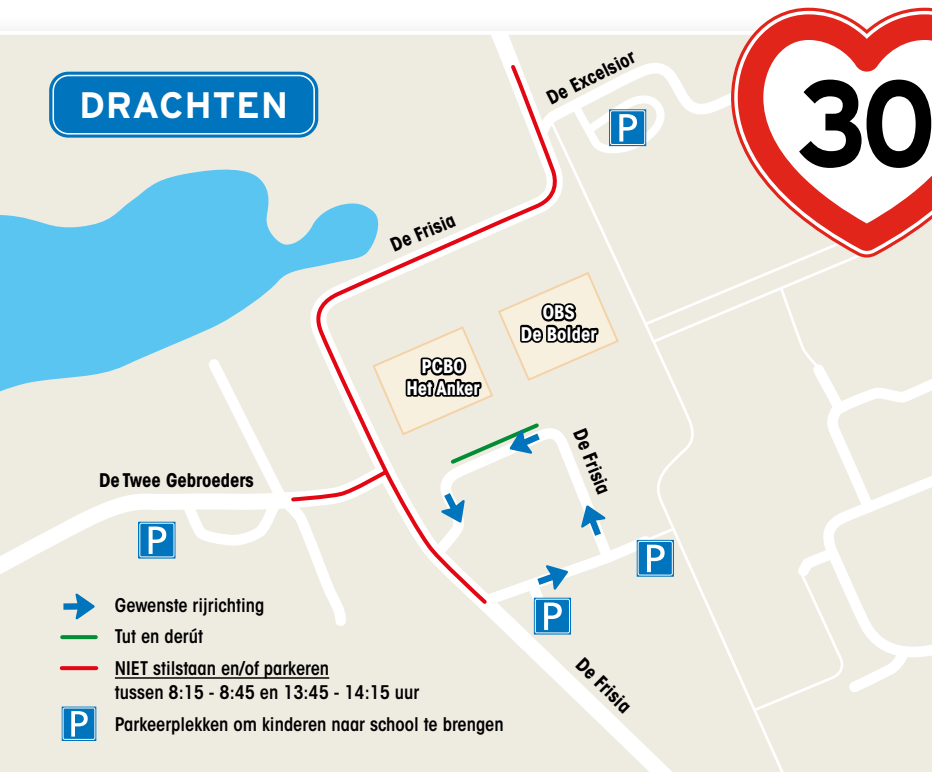 DRACHTEN
De Excelsior
P
30
De Frisia
OBS
De Bolder
PCBO
Het Anker
De Frisia
De Twee Gebroeders
P
P
P
De Frisia
Gewenste rijrichting
Tut en derút
NIET stilstaan en/of parkeren
tussen 8:15 - 8:45 en 13:45 - 14:15 uur
P Parkeerplekken om kinderen naar school te brengen